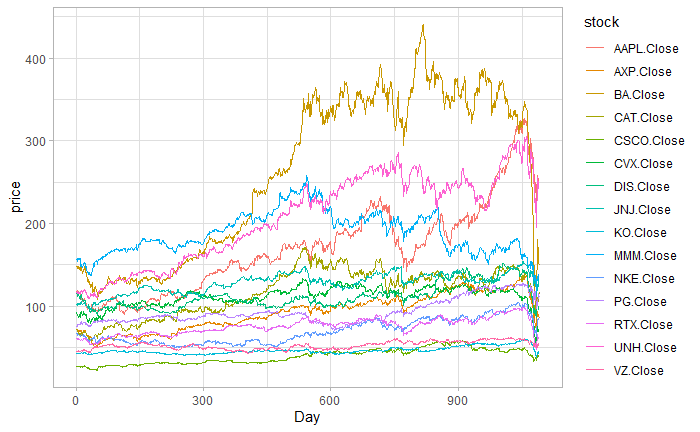 price
400
300
200
100
0
300
600
900
Day
stock
AAPL.Close
AXP.Close
BA.Close
CAT.Close
CSCO.Close
CVX.Close
DIS.Close
JNJ.Close
KO.Close
MMM.Close
NKE.Close
PG.Close
RTX.Close
UNH.Close
VZ.Close